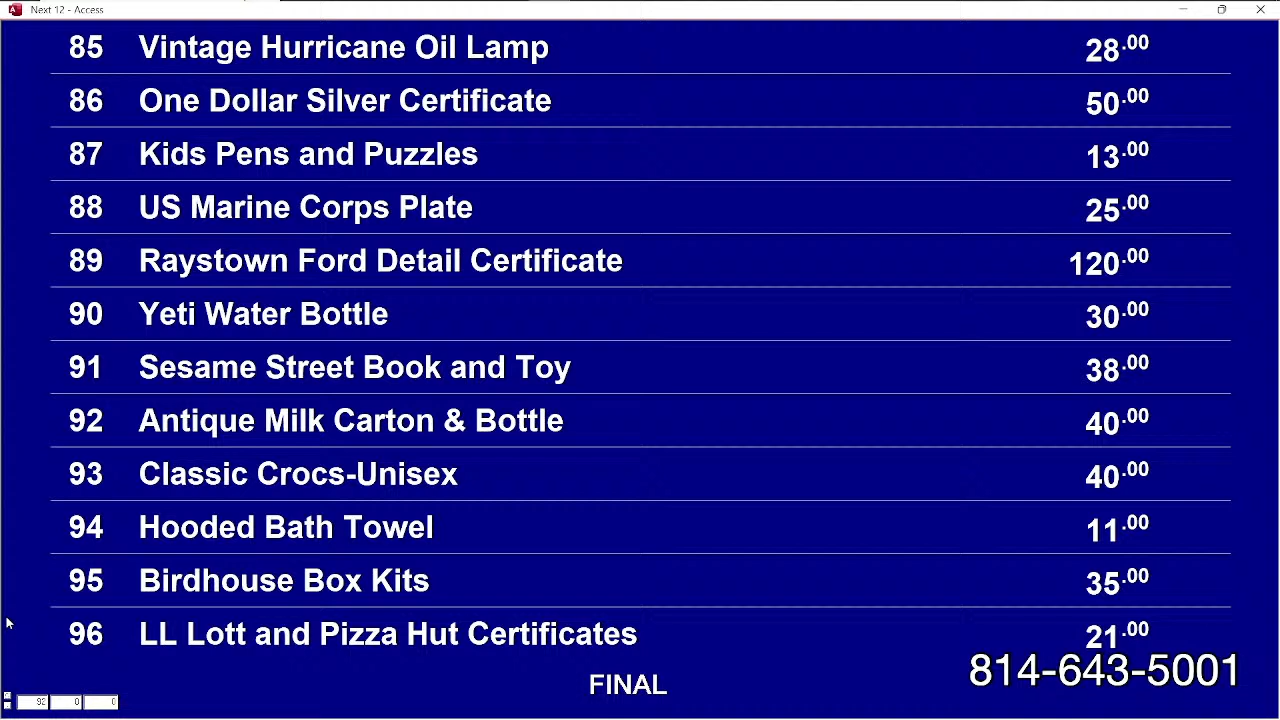 Next 12 - Access
85 Vintage Hurricane Oil Lamp 28.00
86 One Dollar Silver Certificate 50.00
87 Kids Pens and Puzzles 13.00
88 US Marine Corps Plate 25.00
89 Raystown Ford Detail Certificate 120.00
90 Yeti Water Bottle 30.00
91 Sesame Street Book and Toy 38.00
92 Antique Milk Carton & Bottle 40.00
93 Classic Crocs-Unisex 40.00
94 Hooded Bath Towel 11.00
95 Birdhouse Box Kits 35.00
96 LL Lott and Pizza Hut Certificates 21.00
814-643-5001
FINAL
92 0 0